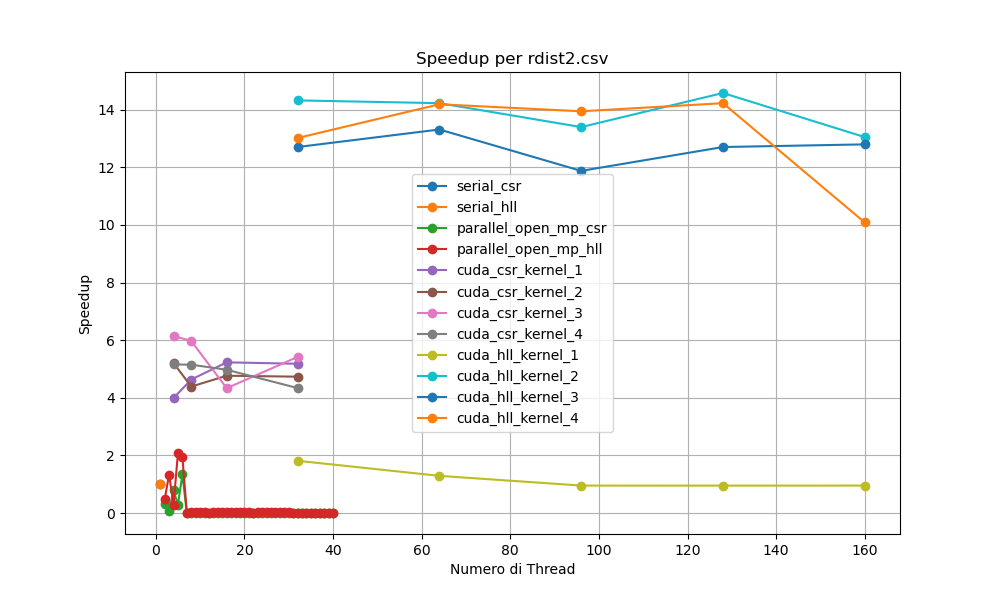 Speedup per rdist2.csv
Speedup
14
12
10
8
6
4
2
0
serial_csr
serial_hll
parallel_open_mp_csr
parallel_open_mp_hll
cuda_csr_kernel_1
cuda_csr_kernel_2
cuda_csr_kernel_3
cuda_csr_kernel_4
cuda_hll_kernel_1
cuda_hll_kernel_2
cuda_hll_kernel_3
cuda_hll_kernel_4
0 20 40 60 80 100 120 140 160
Numero di Thread